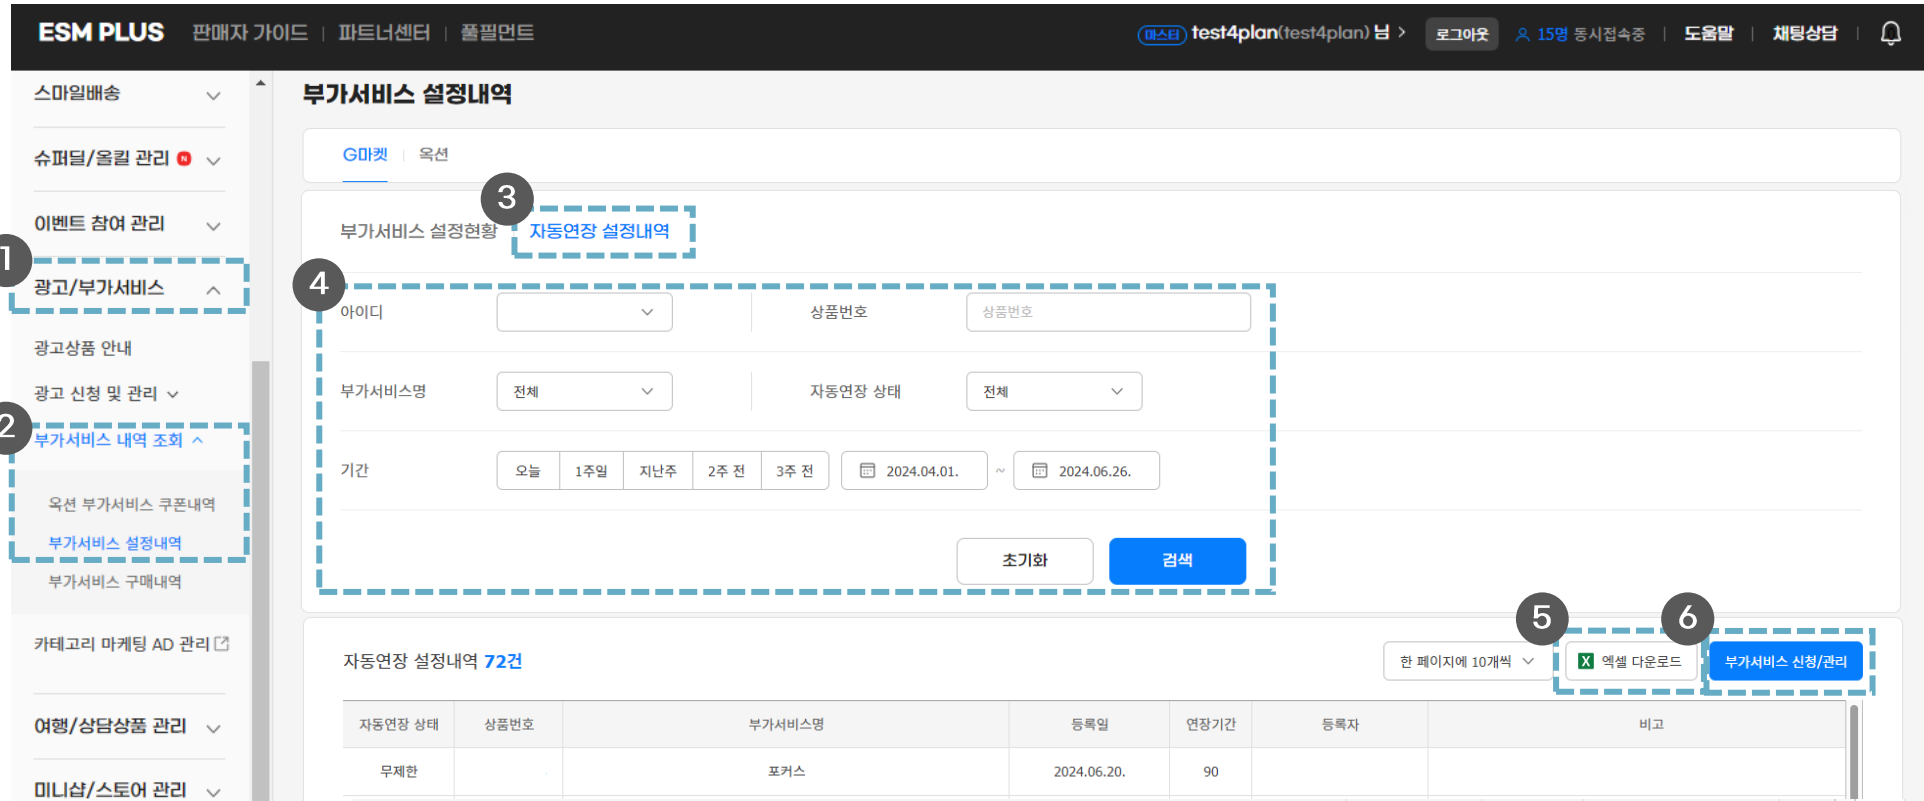 ESM PLUS 판매자 가이드 | 파트너센터 | 풀필먼트 마스터 test4plan(test4plan) 님 > 로그아웃 15명 동시접속중 | 도움말 | 채팅상담 |
스마일배송
슈퍼딜/올킬 관리 N
이벤트 참여 관리
1
광고/부가서비스
광고상품 안내
광고 신청 및 관리
2
부가서비스 내역 조회
옥션 부가서비스 쿠폰내역
부가서비스 설정내역
부가서비스 구매내역
카테고리 마케팅 AD 관리
여행/상담상품 관리
미니샵/스토어 관리
부가서비스 설정내역
G마켓 | 옥션
3
부가서비스 설정현황 자동연장 설정내역
4
아이디 상품번호 상품번호
부가서비스명 전체 자동연장 상태 전체
기간 오늘 1주일 지난주 2주 전 3주 전 2024.04.01. ~ 2024.06.26.
초기화 검색
5 6
자동연장 설정내역 72건 한 페이지에 10개씩 X 엑셀 다운로드 부가서비스 신청/관리
자동연장 상태 상품번호 부가서비스명 등록일 연장기간 등록자 비고
무제한 포커스 2024.06.20. 90